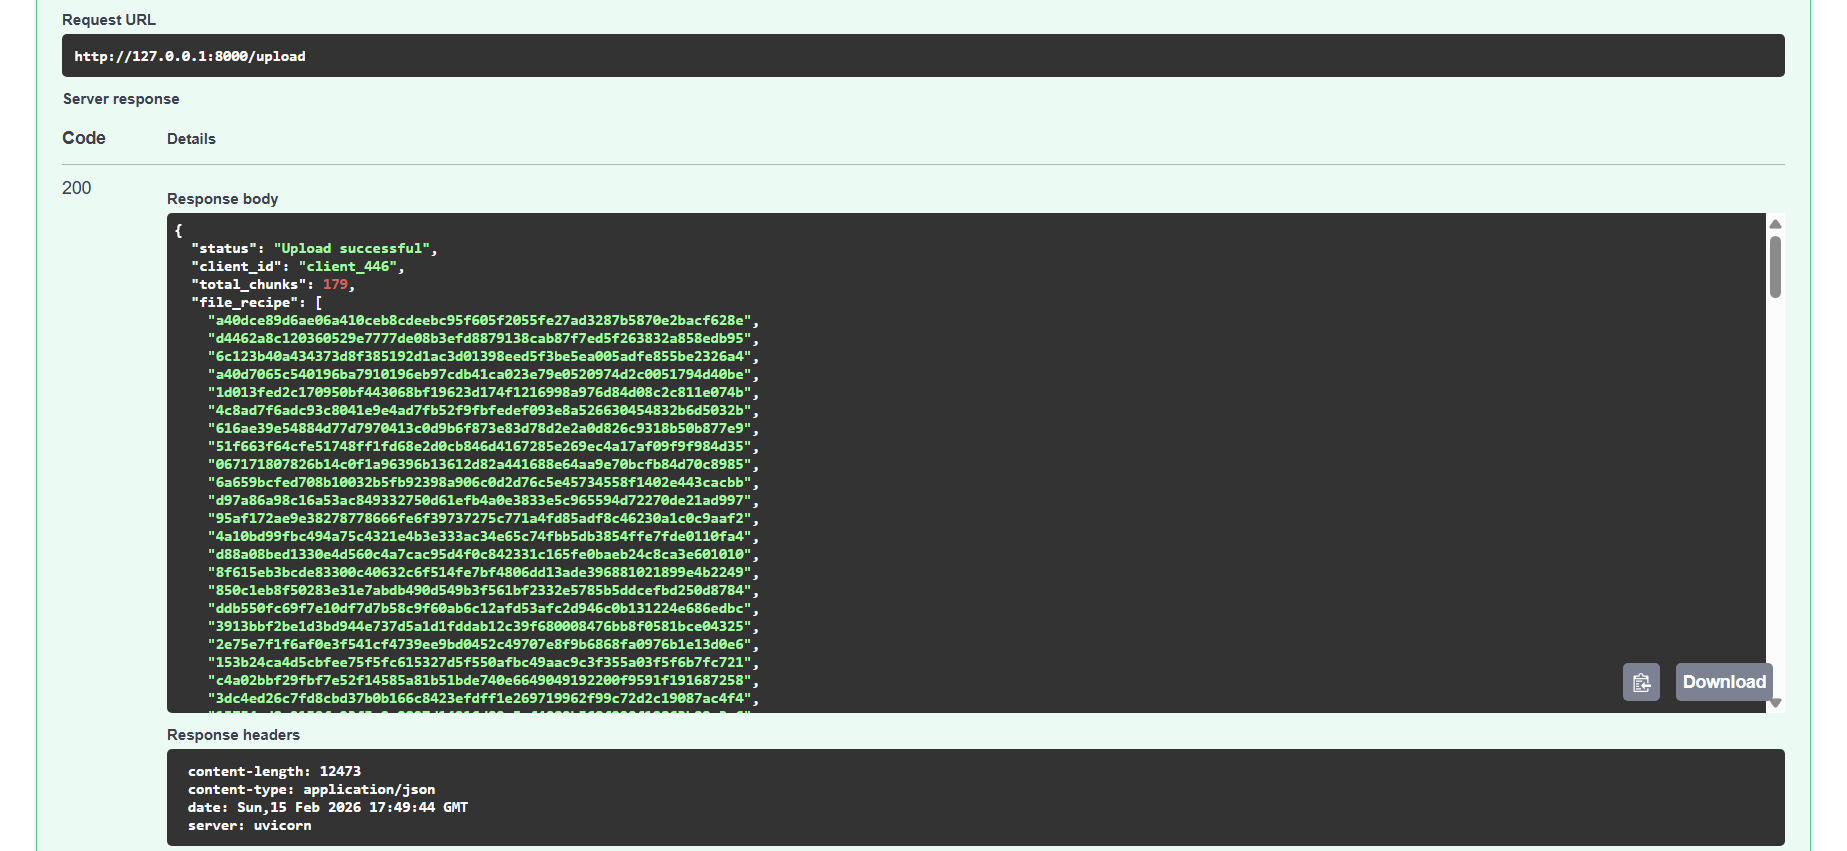 Request URL
http://127.0.0.1:8000/upload
Server response
Code Details
200
Response body
{
"status": "Upload successful",
"client_id": "client_446",
"total_chunks": 179,
"file_recipe": [
"a40dce89d6ae06a410ceb8cdeebc95f605f2055fe27ad3287b5870e2bacf628e",
"d4462a8c120360529e7777de08b3efd8879138cab87f7ed5f263832a858edb95",
"6c123b40a434373d8f385192d1ac3d01398eed5f3be5ea005adfe855be2326a4",
"a40d7065c540196ba7910196eb97cdb41ca023e79e0520974d2c0051794d40be",
"1d013fed2c170950bf443068bf19623d174f1216998a976d84d08c2c811e074b",
"4c8ad7f6adc93c8041e9e4ad7fb52f9fbfedef093e8a526630454832b6d5032b",
"616ae39e54884d77d7970413c0d9b6f873e83d78d2e2a0d826c9318b50b877e9",
"51f663f64cfe51748ff1fd68e2d0cb846d4167285e269ec4a17af09f9f984d35",
"067171807826b14c0f1a96396b13612d82a441688e64aa9e70bcfb84d70c8985",
"6a659bcfed708b10032b5fb92398a906c0d2d76c5e45734558f1402e443cacbb",
"d97a86a98c16a53ac849332750d61efb4a0e3833e5c965594d72270de21ad997",
"95af172ae9e38278778666fe6f39737275c771a4fd85adf8c46230a1c0c9aaf2",
"4a10bd99fbc494a75c4321e4b3e333ac34e65c74fbb5db3854ffe7fde0110fa4",
"d88a08bed1330e4d560c4a7cac95d4f0c842331c165fe0baeb24c8ca3e601010",
"8f615eb3bcde83300c40632c6f514fe7bf4806dd13ade396881021899e4b2249",
"850c1eb8f50283e31e7abdb490d549b3f561bf2332e5785b5ddcefbd250d8784",
"ddb550fc69f7e10df7d7b58c9f60ab6c12afd53afc2d946c0b131224e686edbc",
"3913bbf2be1d3bd944e737d5a1d1fddab12c39f680008476bb8f0581bce04325",
"2e75e7f1f6af0e3f541cf4739ee9bd0452c49707e8f9b6868fa0976b1e13d0e6",
"153b24ca4d5cbfee75f5fc615327d5f550afbc49aac9c3f355a03f5f6b7fc721",
"c4a02bbf29fbf7e52f14585a81b51bde740e6649049192200f9591f191687258",
"3dc4ed26c7fd8cbd37b0b166c8423efdff1e269719962f99c72d2c19087ac4f4",
Download
Response headers
content-length: 12473
content-type: application/json
date: Sun,15 Feb 2026 17:49:44 GMT
server: uvicorn